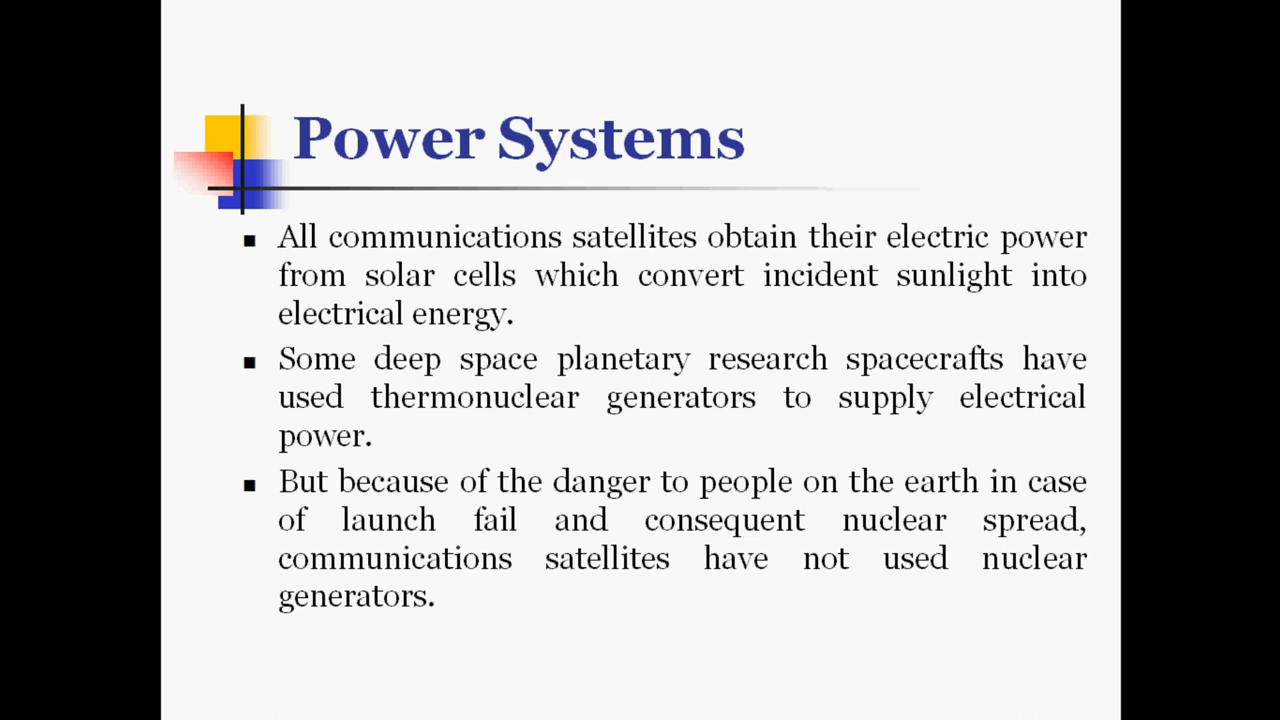 Power Systems
All communications satellites obtain their electric power
from solar cells which convert incident sunlight into
electrical energy.
Some deep space planetary research spacecrafts have
used thermonuclear generators to supply electrical
power.
But because of the danger to people on the earth in case
of launch fail and consequent nuclear spread,
communications satellites have not used nuclear
generators.